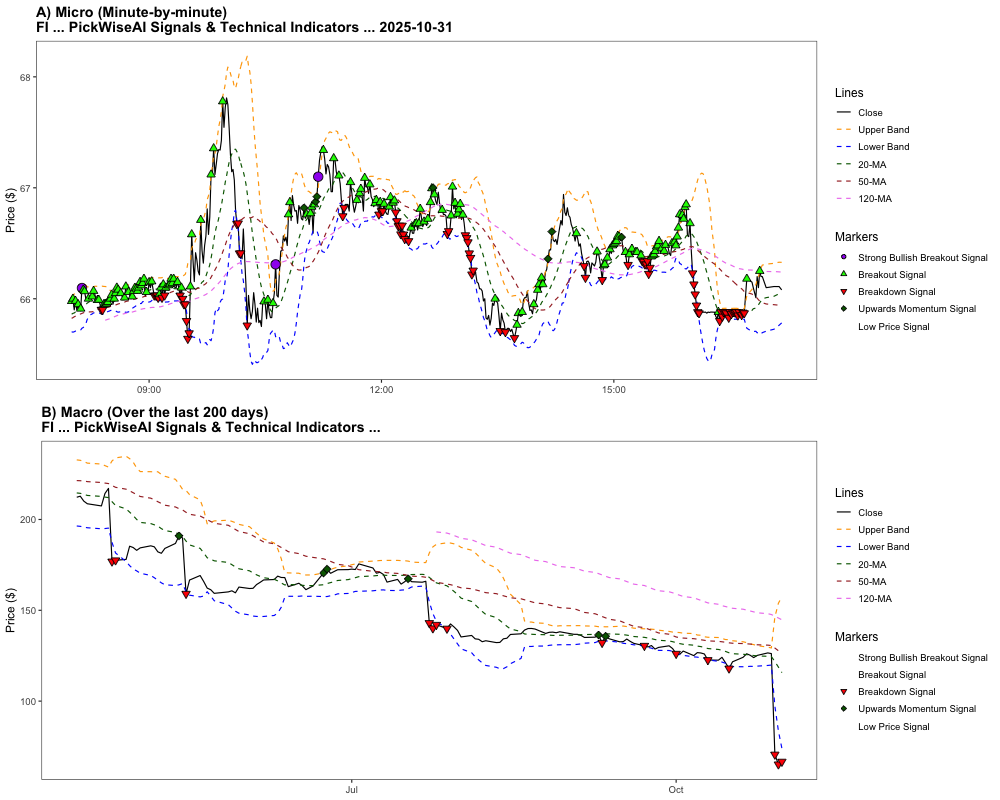 A) Micro (Minute-by-minute)
FI ... PickWiseAI Signals & Technical Indicators ... 2025-10-31
Price ($)
68
67
66
09:00
12:00
15:00
Lines
Close
Upper Band
Lower Band
20-MA
50-MA
120-MA
Markers
Strong Bullish Breakout Signal
Breakout Signal
Breakdown Signal
Upwards Momentum Signal
Low Price Signal
B) Macro (Over the last 200 days)
FI ... PickWiseAI Signals & Technical Indicators ...
Price ($)
200
150
100
Jul
Oct
Lines
Close
Upper Band
Lower Band
20-MA
50-MA
120-MA
Markers
Strong Bullish Breakout Signal
Breakout Signal
Breakdown Signal
Upwards Momentum Signal
Low Price Signal